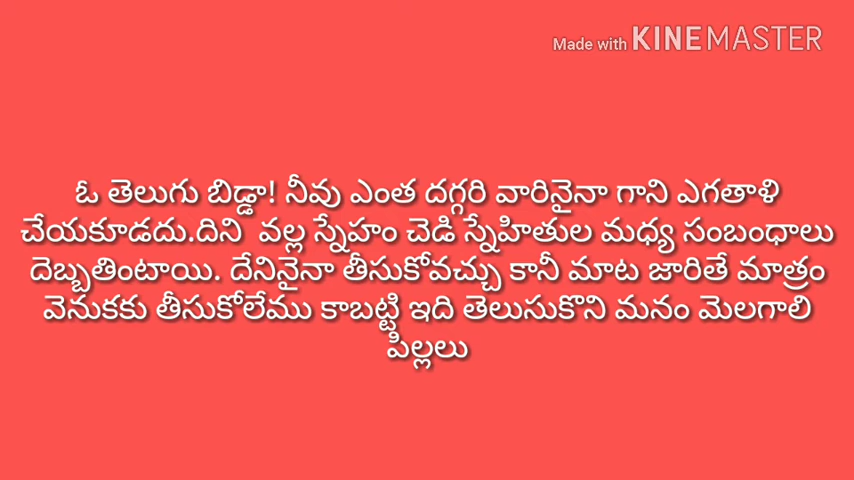 Made with KINEMASTER
ఓ తెలుగు బిడ్డా! నీవు ఎంత దగ్గరి వారినైనా గాని ఎగతాళి
చేయకూడదు.దిని వల్ల స్నేహం చెడి స్నేహితుల మధ్య సంబంధాలు
దెబ్బతింటాయి. దేనినైనా తీసుకోవచ్చు కానీ మాట జారితే మాత్రం
వెనుకకు తీసుకోలేము కాబట్టి ఇది తెలుసుకొని మనం మెలగాలి
పిల్లలు